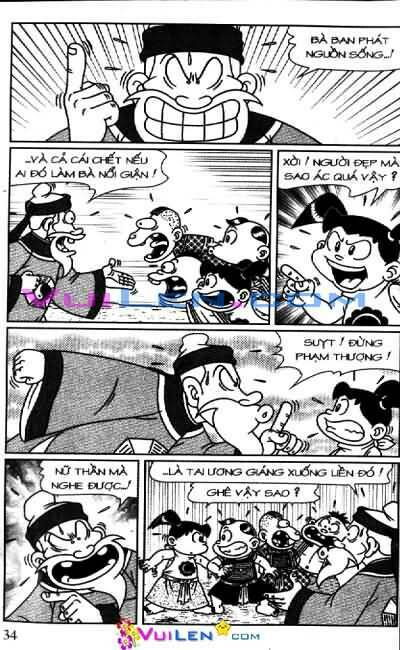 BÀ BAN PHÁT
NGUỒN SỐNG...!
...VÀ CẢ CÁI CHẾT NẾU
AI ĐÓ LÀM BÀ NỔI GIẬN !
XỜI ! NGƯỜI ĐẸP MÀ
SAO ÁC QUÁ VẬY ?
VUILEN.COM
SUỴT ! ĐỪNG
PHẠM THƯỢNG !
NỮ THẦN MÀ
NGHE ĐƯỢC...!
...LÀ TAI ƯƠNG GIÁNG XUỐNG LIỀN ĐÓ !
GHÊ VẬY SAO ?
34
VUILEN.COM